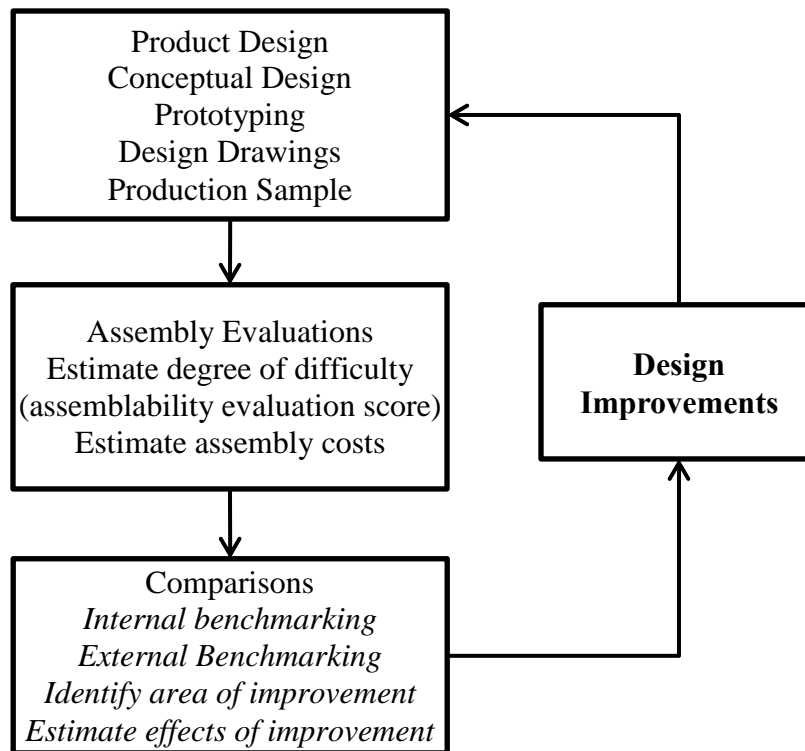 Product Design
Conceptual Design
Prototyping
Design Drawings
Production Sample
Assembly Evaluations
Estimate degree of difficulty
(assemblability evaluation score)
Estimate assembly costs
Comparisons
Internal benchmarking
External Benchmarking
Identify area of improvement
Estimate effects of improvement
Design
Improvements